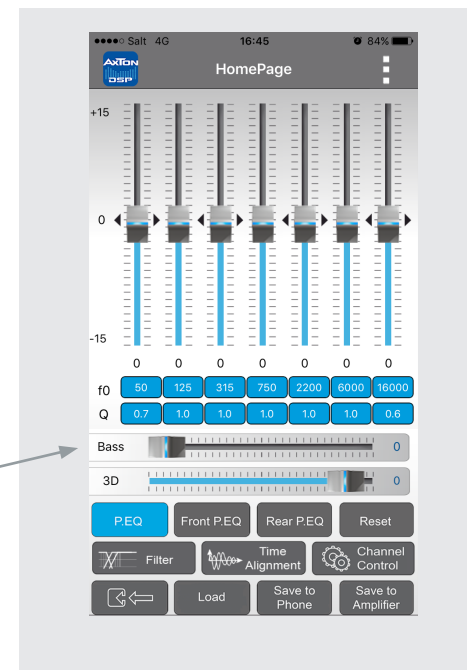 Salt 4G 16:45 84%
AXTON
DSP
HomePage
+15
0
-15
0 0 0 0 0 0 0
f0 50 125 315 750 2200 6000 16000
Q 0.7 1.0 1.0 1.0 1.0 1.0 0.6
Bass 0
3D 0
P.EQ Front P.EQ Rear P.EQ Reset
Filter Time Alignment Channel Control
Load Save to Phone Save to Amplifier